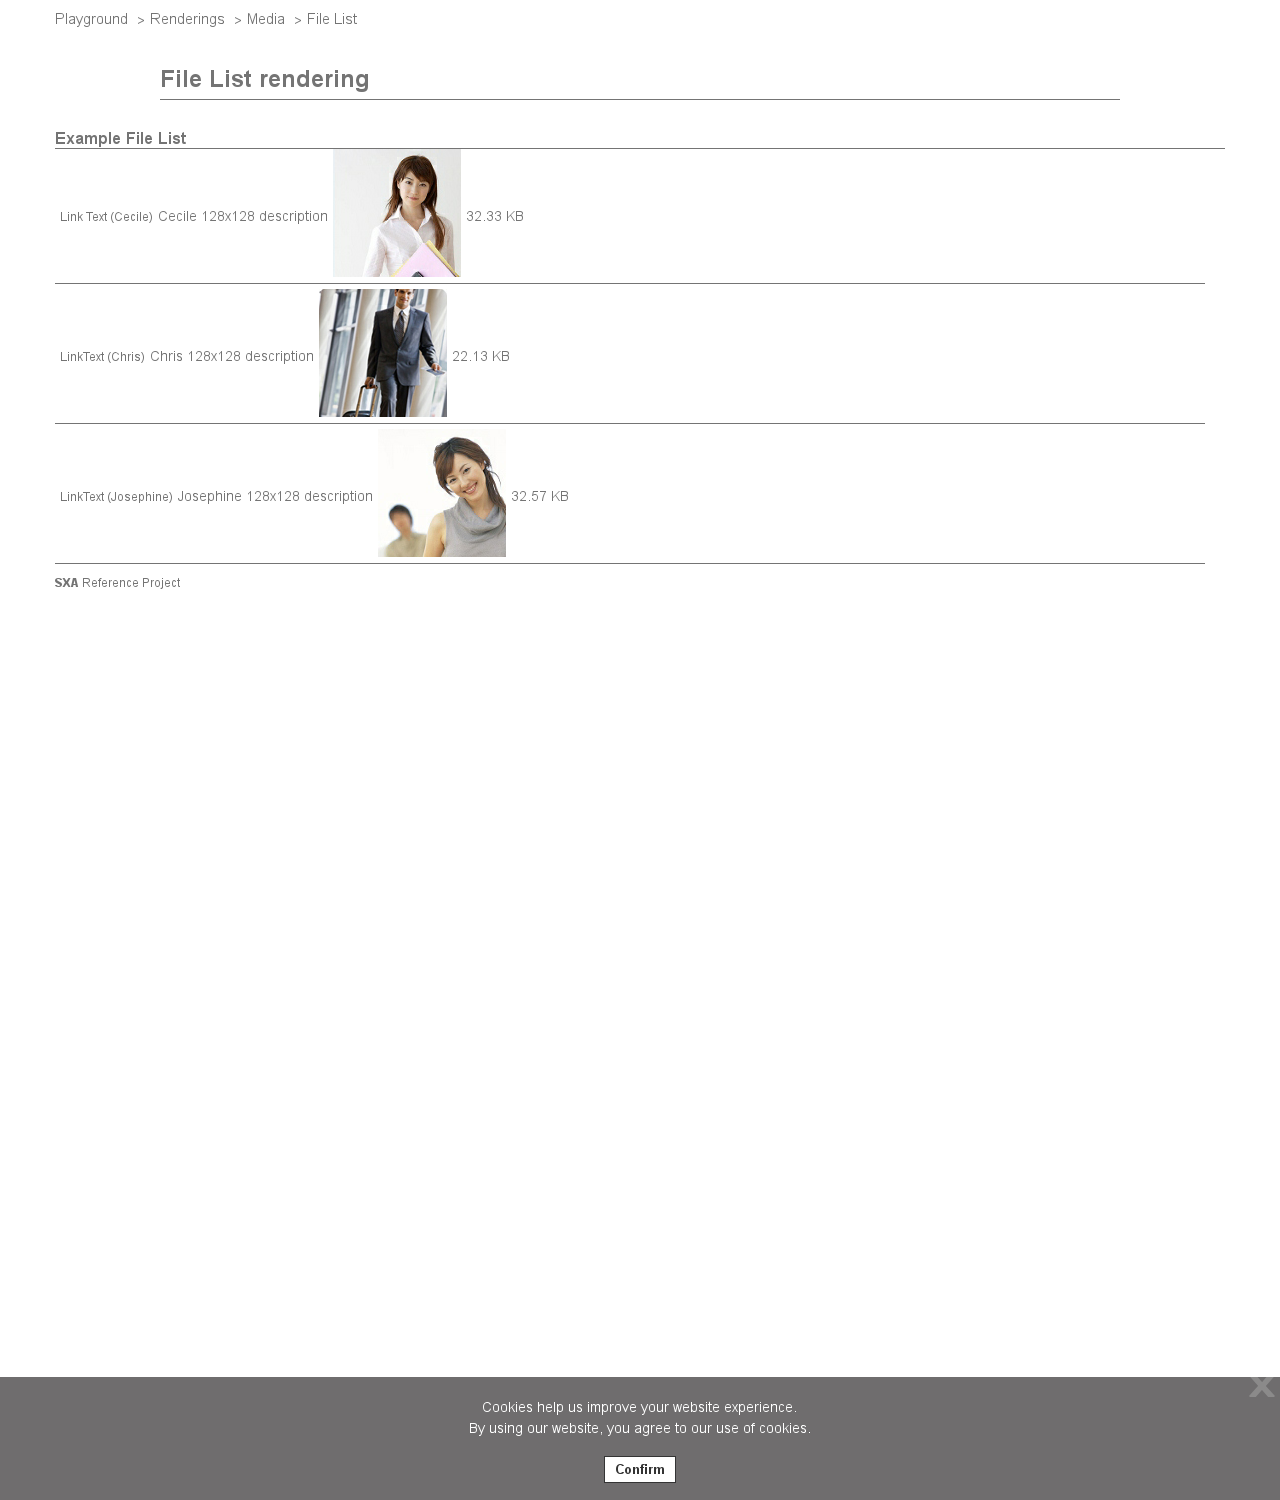 Playground > Renderings > Media > File List
File List rendering
Example File List
Link Text (Cecile) Cecile 128x128 description 32.33 KB
LinkText (Chris) Chris 128x128 description 22.13 KB
LinkText (Josephine) Josephine 128x128 description 32.57 KB
SXA Reference Project
X
Cookies help us improve your website experience.
By using our website, you agree to our use of cookies.
Confirm